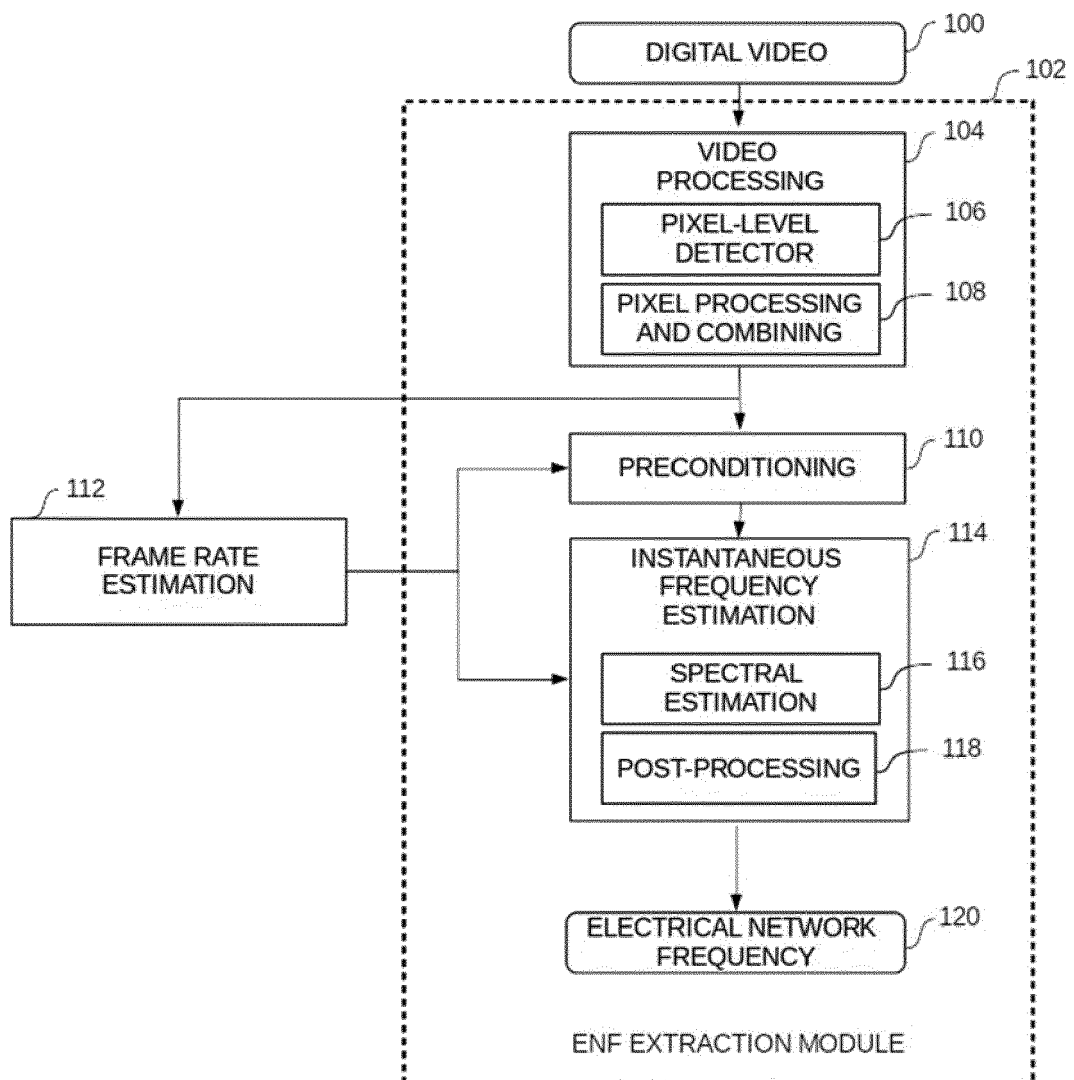 100
DIGITAL VIDEO
102
104
VIDEO
PROCESSING
106
PIXEL-LEVEL
DETECTOR
108
PIXEL PROCESSING
AND COMBINING
110
PRECONDITIONING
112
FRAME RATE
ESTIMATION
114
INSTANTANEOUS
FREQUENCY
ESTIMATION
116
SPECTRAL
ESTIMATION
118
POST-PROCESSING
120
ELECTRICAL NETWORK
FREQUENCY
ENF EXTRACTION MODULE